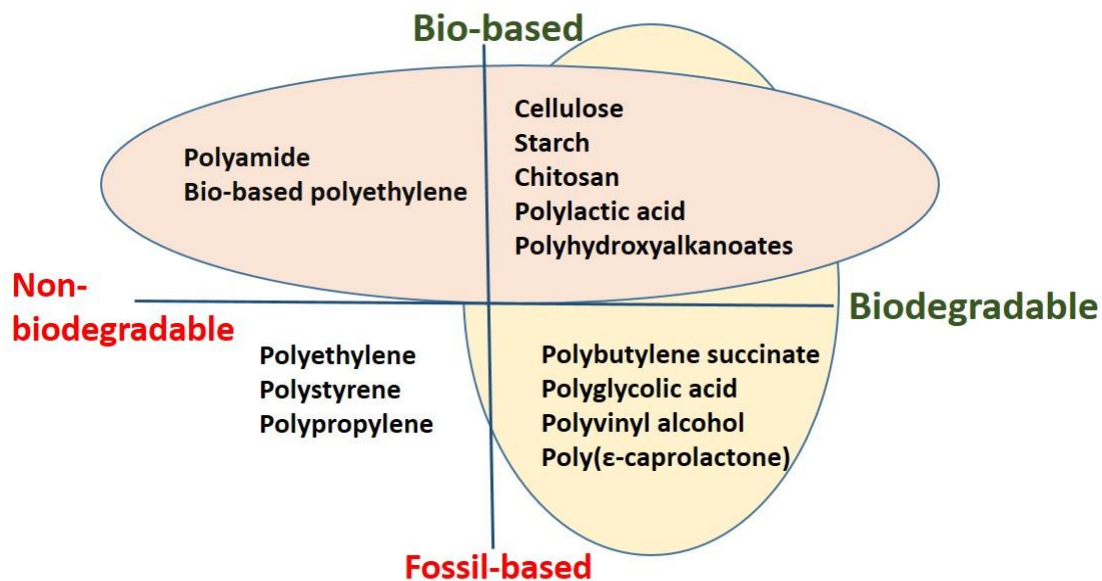 Bio-based
Cellulose
Starch
Chitosan
Polylactic acid
Polyhydroxyalkanoates
Polyamide
Bio-based polyethylene
Non-
biodegradable
Biodegradable
Polyethylene
Polystyrene
Polypropylene
Polybutylene succinate
Polyglycolic acid
Polyvinyl alcohol
Poly(ε-caprolactone)
Fossil-based